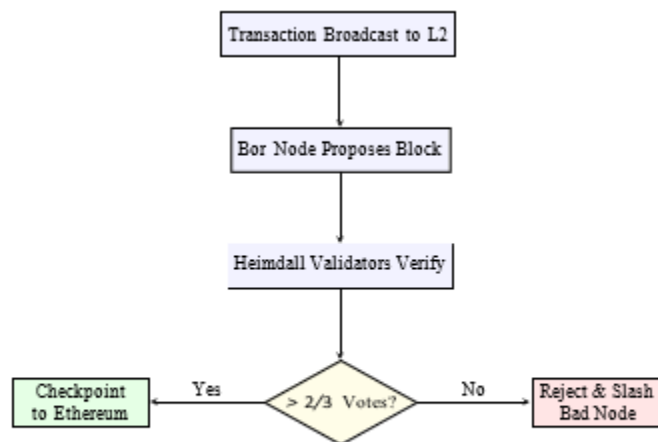 Transaction Broadcast to L2
Bor Node Proposes Block
Heimdall Validators Verify
Yes
> 2/3 Votes?
No
Checkpoint
to Ethereum
Reject & Slash
Bad Node